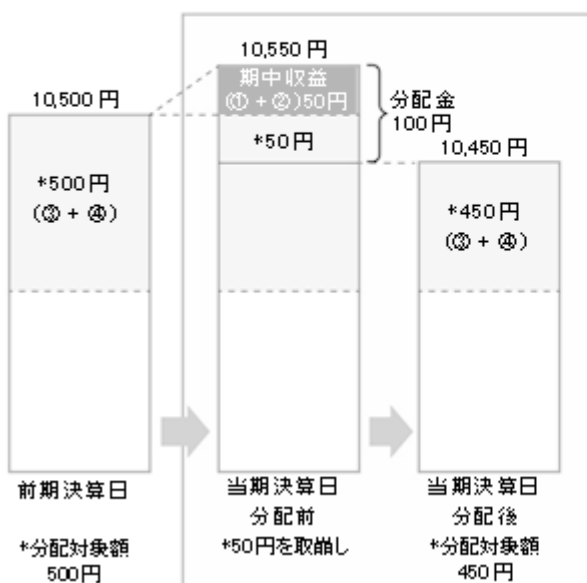 10,550円
期中収益
(①+②)50円
分配金
100円
10,500円
*50円
10,450円
*500円
(③+④)
*450円
(③+④)
前期決算日
当期決算日
分配前
当期決算日
分配後
*分配対象額
500円
*50円を取崩し
*分配対象額
450円